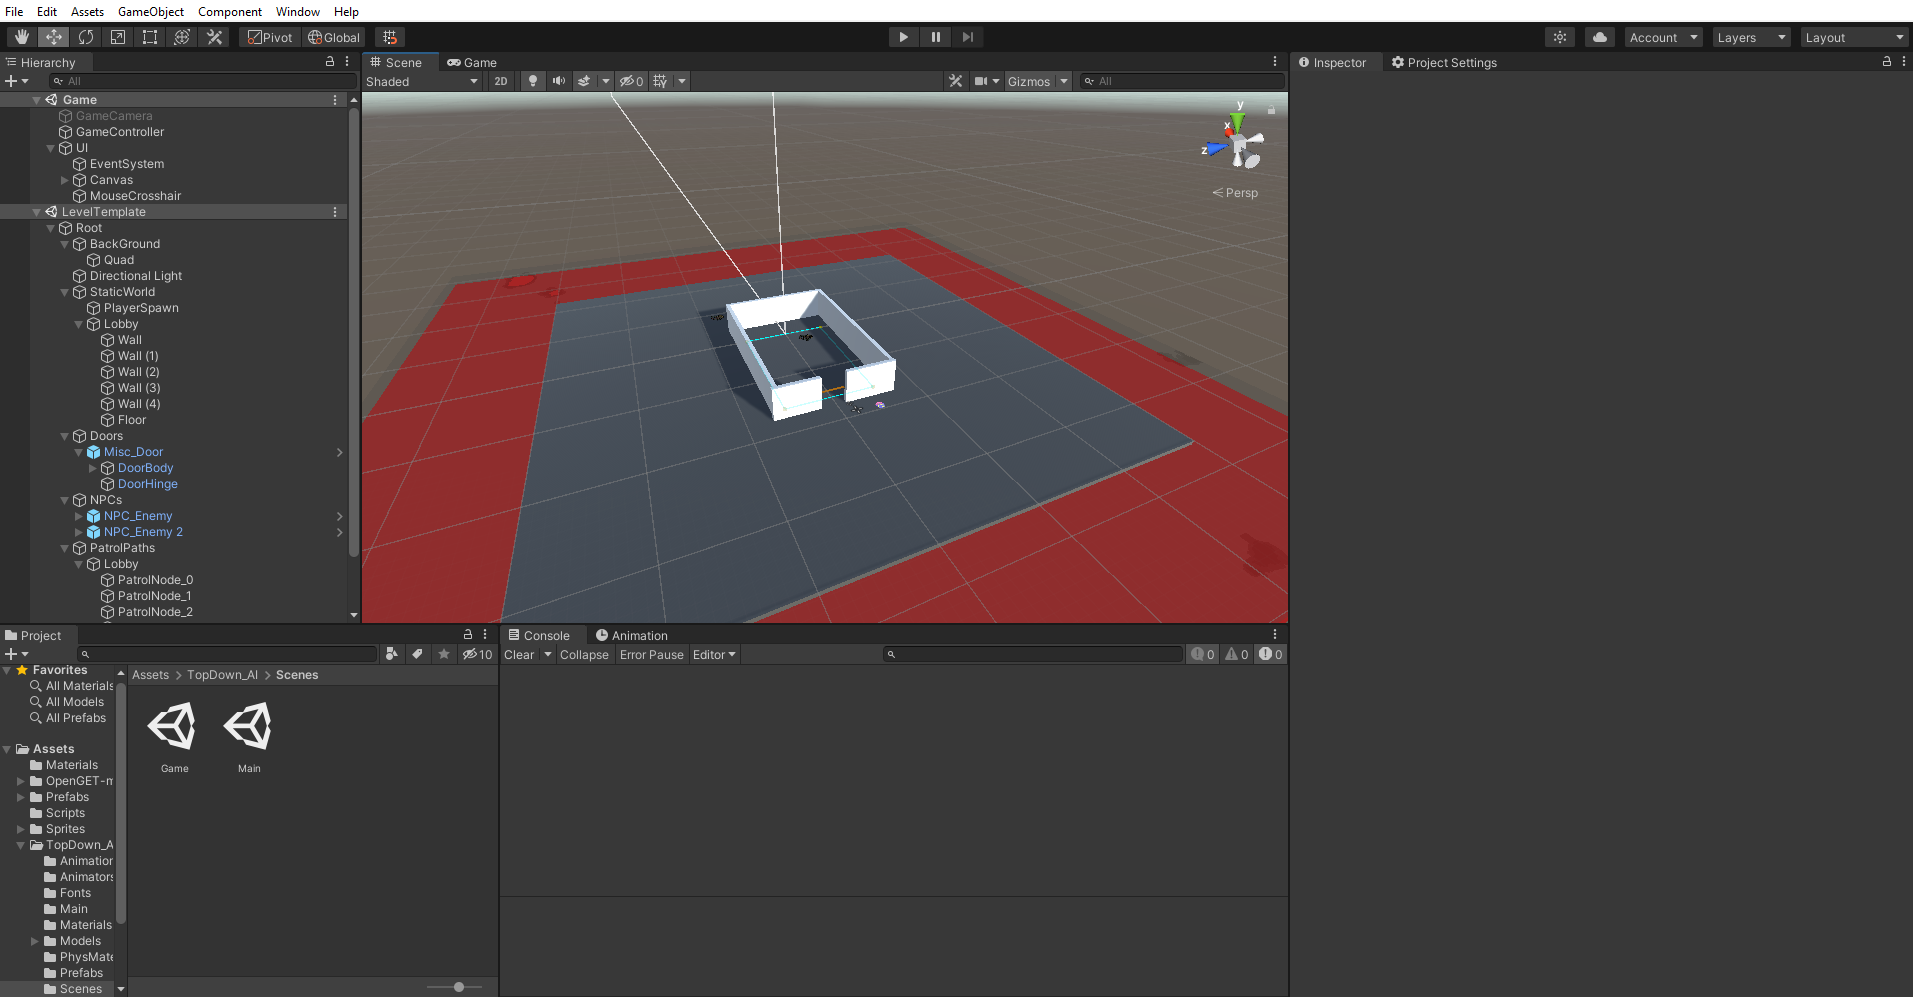 File Edit Assets GameObject Component Window Help
Pivot Global Account Layers Layout
Hierarchy
All
Game
GameCamera
GameController
UI
EventSystem
Canvas
MouseCrosshair
LevelTemplate
Root
BackGround
Quad
Directional Light
StaticWorld
PlayerSpawn
Lobby
Wall
Wall (1)
Wall (2)
Wall (3)
Wall (4)
Floor
Doors
Misc_Door
DoorBody
DoorHinge
NPCs
NPC_Enemy
NPC_Enemy 2
PatrolPaths
Lobby
PatrolNode_0
PatrolNode_1
PatrolNode_2
Scene Game
Shaded 2D 0 Gizmos All
y
x
z
Persp
Inspector Project Settings
Project
10
Favorites
All Materials
All Models
All Prefabs
Assets
Materials
OpenGET-m
Prefabs
Scripts
Sprites
TopDown_A
Animation
Animators
Fonts
Main
Materials
Models
PhysMate
Prefabs
Scenes
Assets > TopDown_AI > Scenes
Game Main
Console Animation
Clear Collapse Error Pause Editor 0 0 0